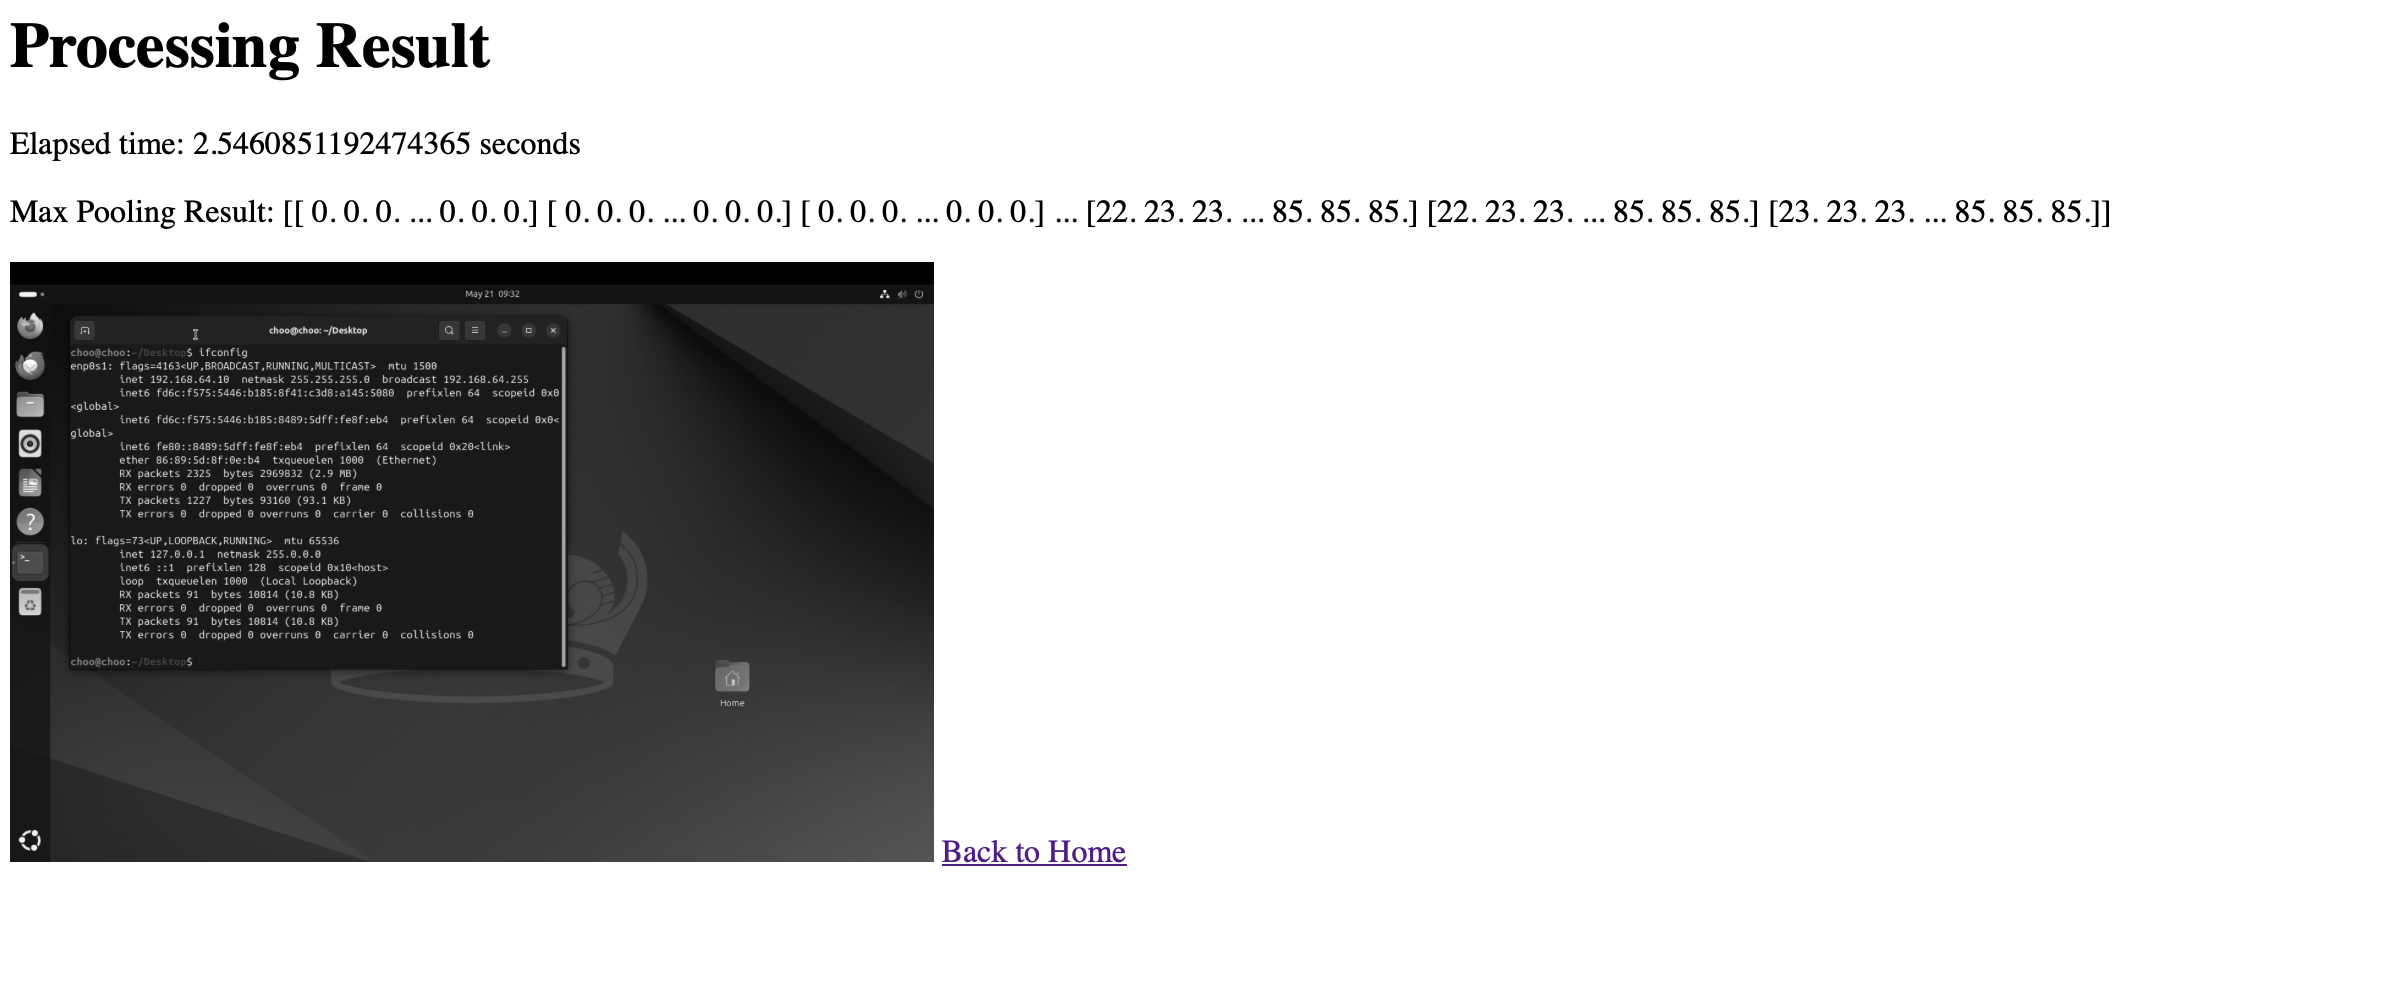 Processing Result
Elapsed time: 2.5460851192474365 seconds
Max Pooling Result: [[ 0. 0. 0. ... 0. 0. 0.] [ 0. 0. 0. ... 0. 0. 0.] [ 0. 0. 0. ... 0. 0. 0.] ... [22. 23. 23. ... 85. 85. 85.] [22. 23. 23. ... 85. 85. 85.] [23. 23. 23. ... 85. 85. 85.]]
May 21 09:32
choo@choo: ~/Desktop
choo@choo:~/Desktop$ ifconfig
enp0s1: flags=4163<UP,BROADCAST,RUNNING,MULTICAST>  mtu 1500
inet 192.168.64.10  netmask 255.255.255.0  broadcast 192.168.64.255
inet6 fd6c:f575:5446:b185:8f41:c3d8:a145:5080  prefixlen 64  scopeid 0x0
<global>
inet6 fd6c:f575:5446:b185:8489:5dff:fe8f:eb4  prefixlen 64  scopeid 0x0<
global>
inet6 fe80::8489:5dff:fe8f:eb4  prefixlen 64  scopeid 0x20<link>
ether 86:89:5d:8f:0e:b4  txqueuelen 1000  (Ethernet)
RX packets 2325  bytes 2969832 (2.9 MB)
RX errors 0  dropped 0  overruns 0  frame 0
TX packets 1227  bytes 93160 (93.1 KB)
TX errors 0  dropped 0 overruns 0  carrier 0  collisions 0
lo: flags=73<UP,LOOPBACK,RUNNING>  mtu 65536
inet 127.0.0.1  netmask 255.0.0.0
inet6 ::1  prefixlen 128  scopeid 0x10<host>
loop  txqueuelen 1000  (Local Loopback)
RX packets 91  bytes 10814 (10.8 KB)
RX errors 0  dropped 0  overruns 0  frame 0
TX packets 91  bytes 10814 (10.8 KB)
TX errors 0  dropped 0 overruns 0  carrier 0  collisions 0
choo@choo:~/Desktop$
Home
Back to Home